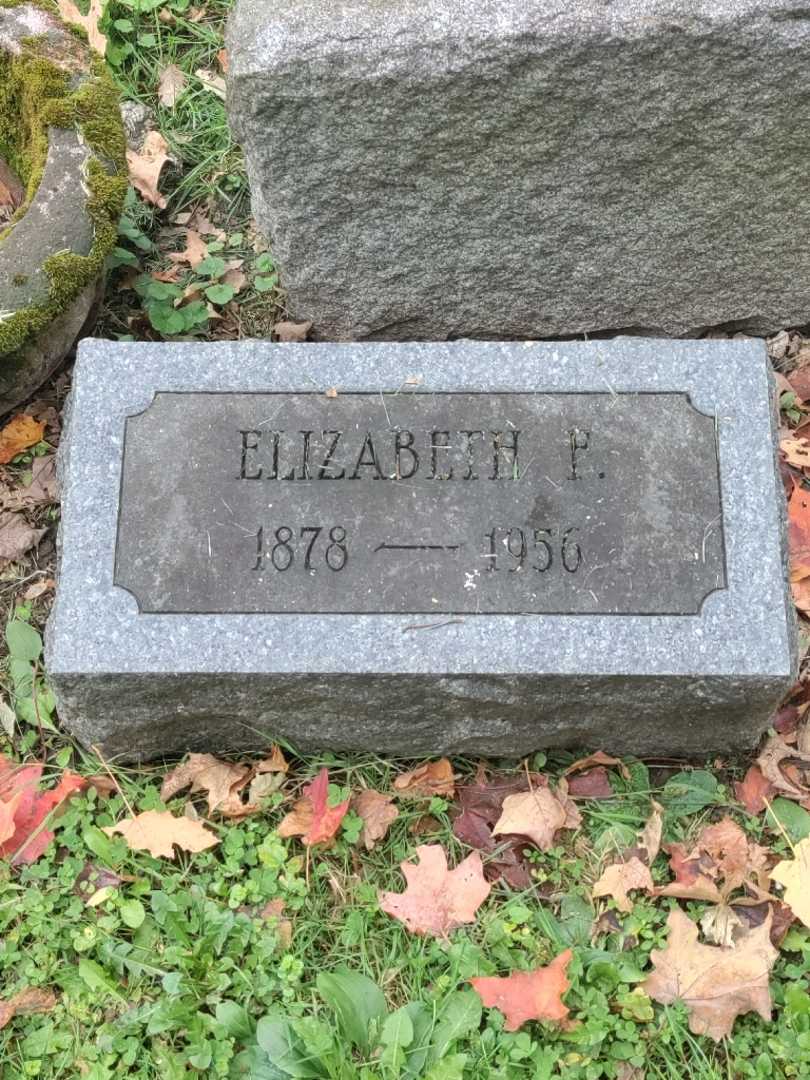 ELIZABETH F.
1878 — 1956